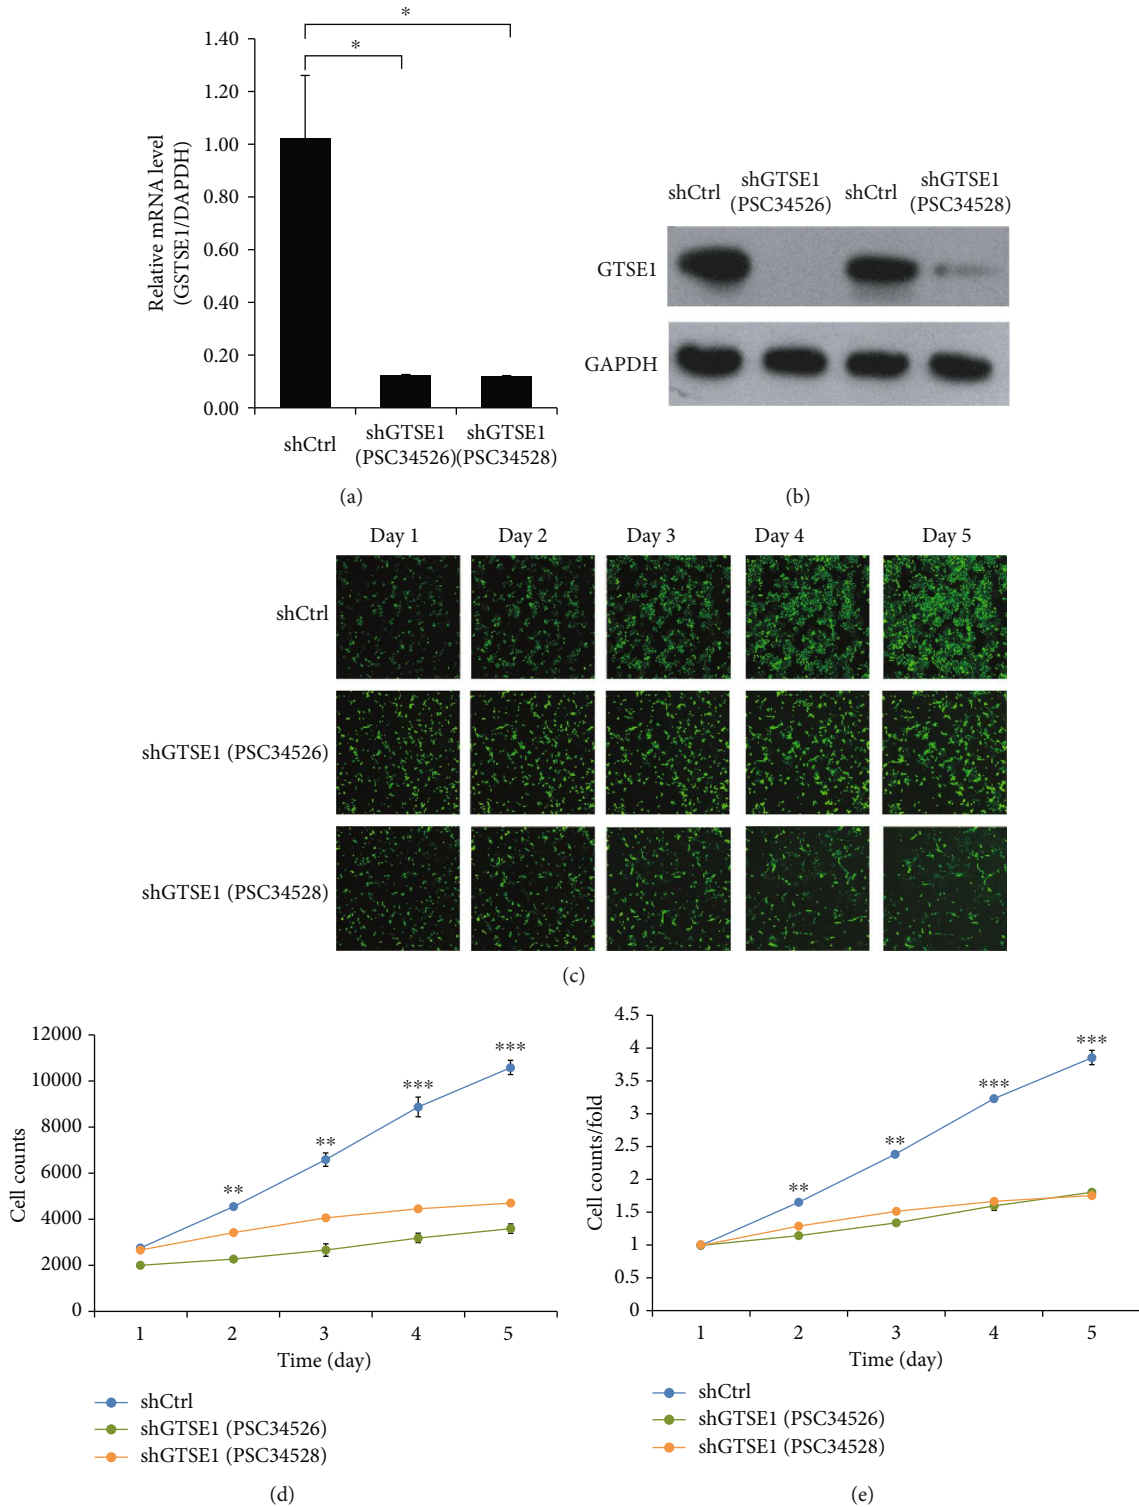 *
*
1.40
1.20
1.00
0.80
0.60
0.40
0.20
0.00
Relative mRNA level
(GSTSE1/DAPDH)
shCtrl
shGTSE1
(PSC34526)
shGTSE1
(PSC34528)
(a)
shCtrl
shGTSE1
(PSC34526)
shCtrl
shGTSE1
(PSC34528)
GTSE1
GAPDH
(b)
Day 1 Day 2 Day 3 Day 4 Day 5
shCtrl
shGTSE1 (PSC34526)
shGTSE1 (PSC34528)
(c)
12000
10000
8000
6000
4000
2000
0
Cell counts
**
**
***
***
1 2 3 4 5
Time (day)
shCtrl
shGTSE1 (PSC34526)
shGTSE1 (PSC34528)
(d)
4.5
4
3.5
3
2.5
2
1.5
1
0.5
0
Cell counts/fold
**
**
***
***
1 2 3 4 5
Time (day)
shCtrl
shGTSE1 (PSC34526)
shGTSE1 (PSC34528)
(e)